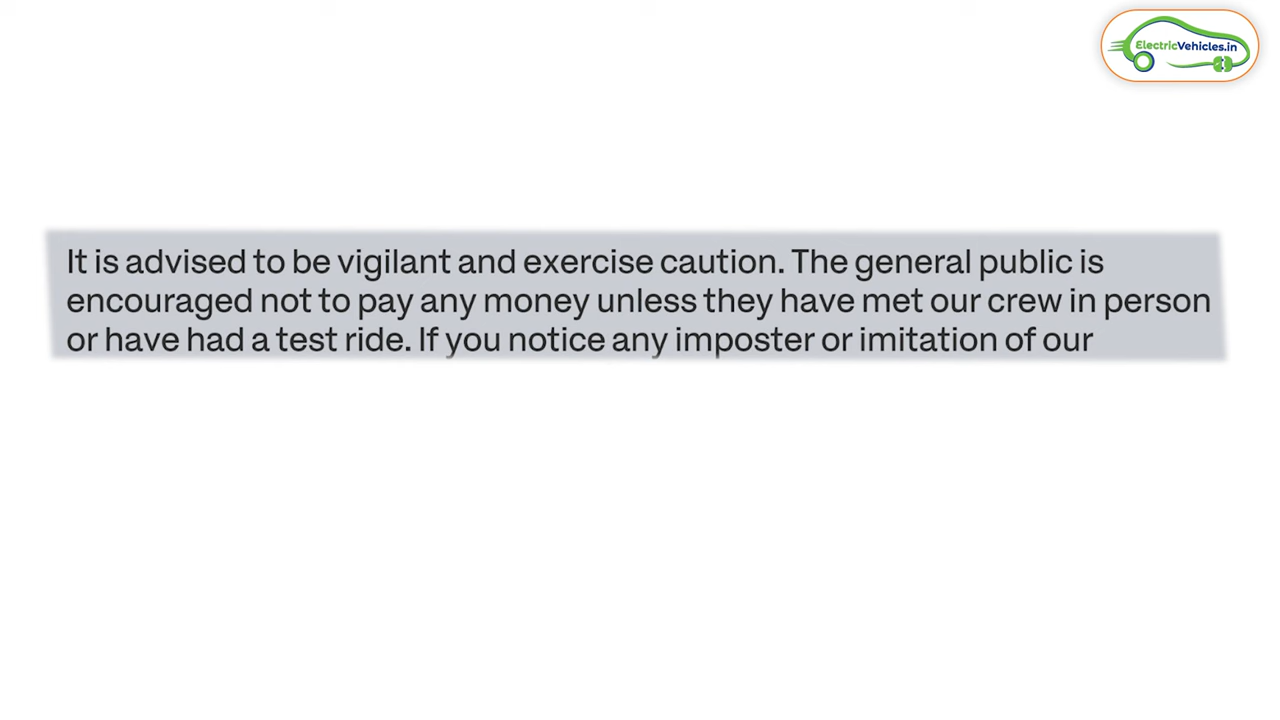 ElectricVehicles.in
It is advised to be vigilant and exercise caution. The general public is
encouraged not to pay any money unless they have met our crew in person
or have had a test ride. If you notice any imposter or imitation of our